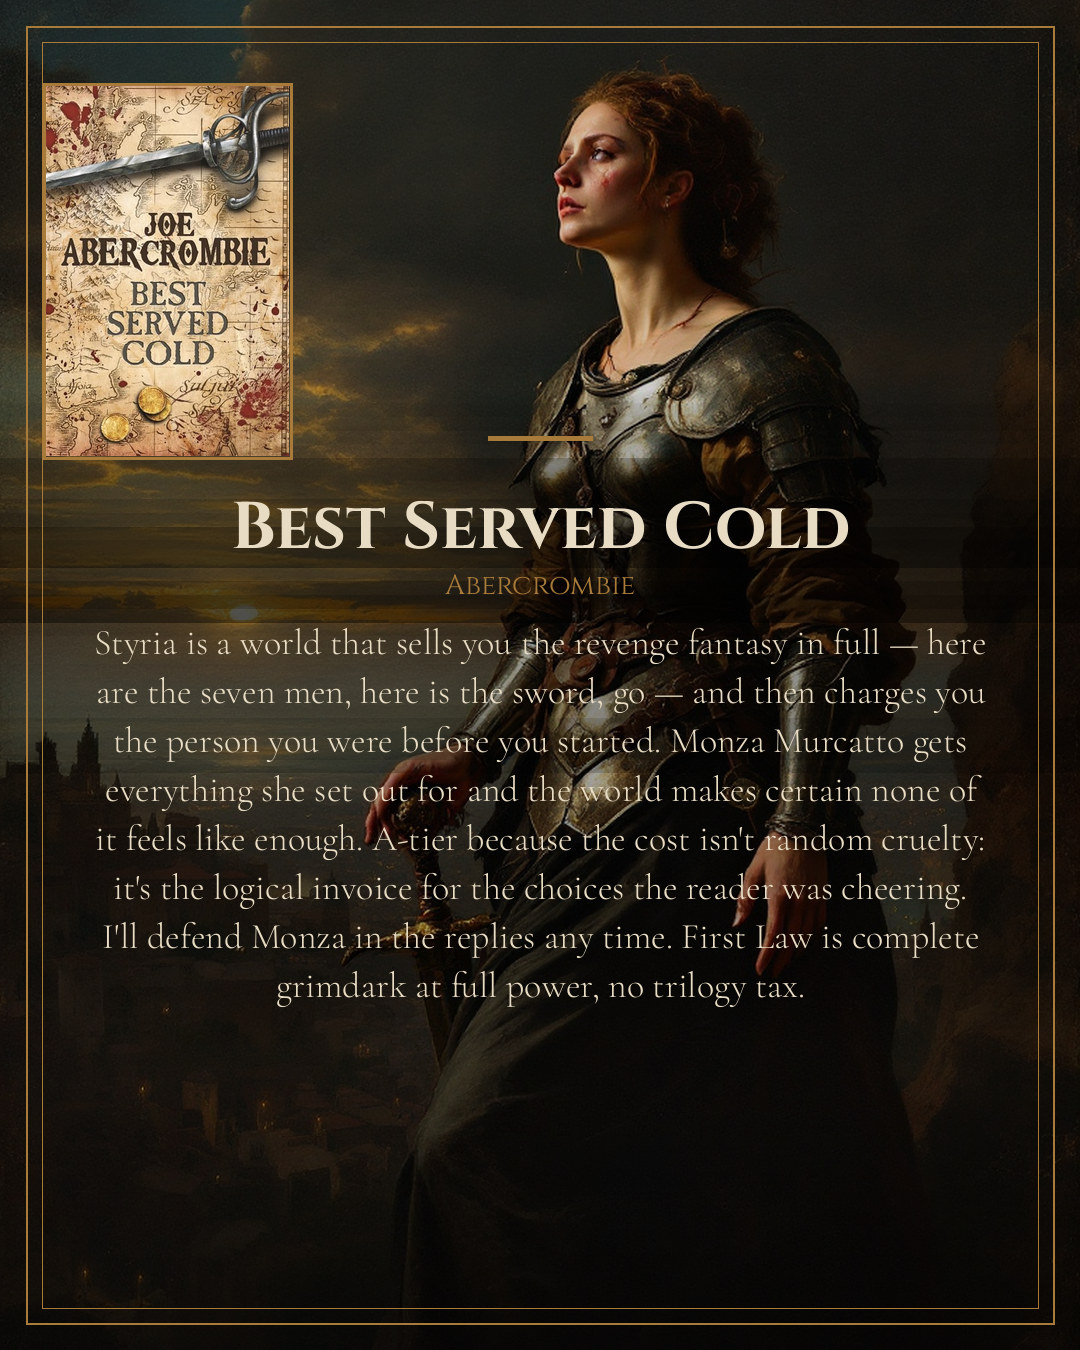 JOE
ABERCROMBIE
BEST
SERVED
COLD
BEST SERVED COLD
ABERCROMBIE
Styria is a world that sells you the revenge fantasy in full — here
are the seven men, here is the sword, go — and then charges you
the person you were before you started. Monza Murcatto gets
everything she set out for and the world makes certain none of
it feels like enough. A-tier because the cost isn't random cruelty:
it's the logical invoice for the choices the reader was cheering.
I'll defend Monza in the replies any time. First Law is complete
grimdark at full power, no trilogy tax.